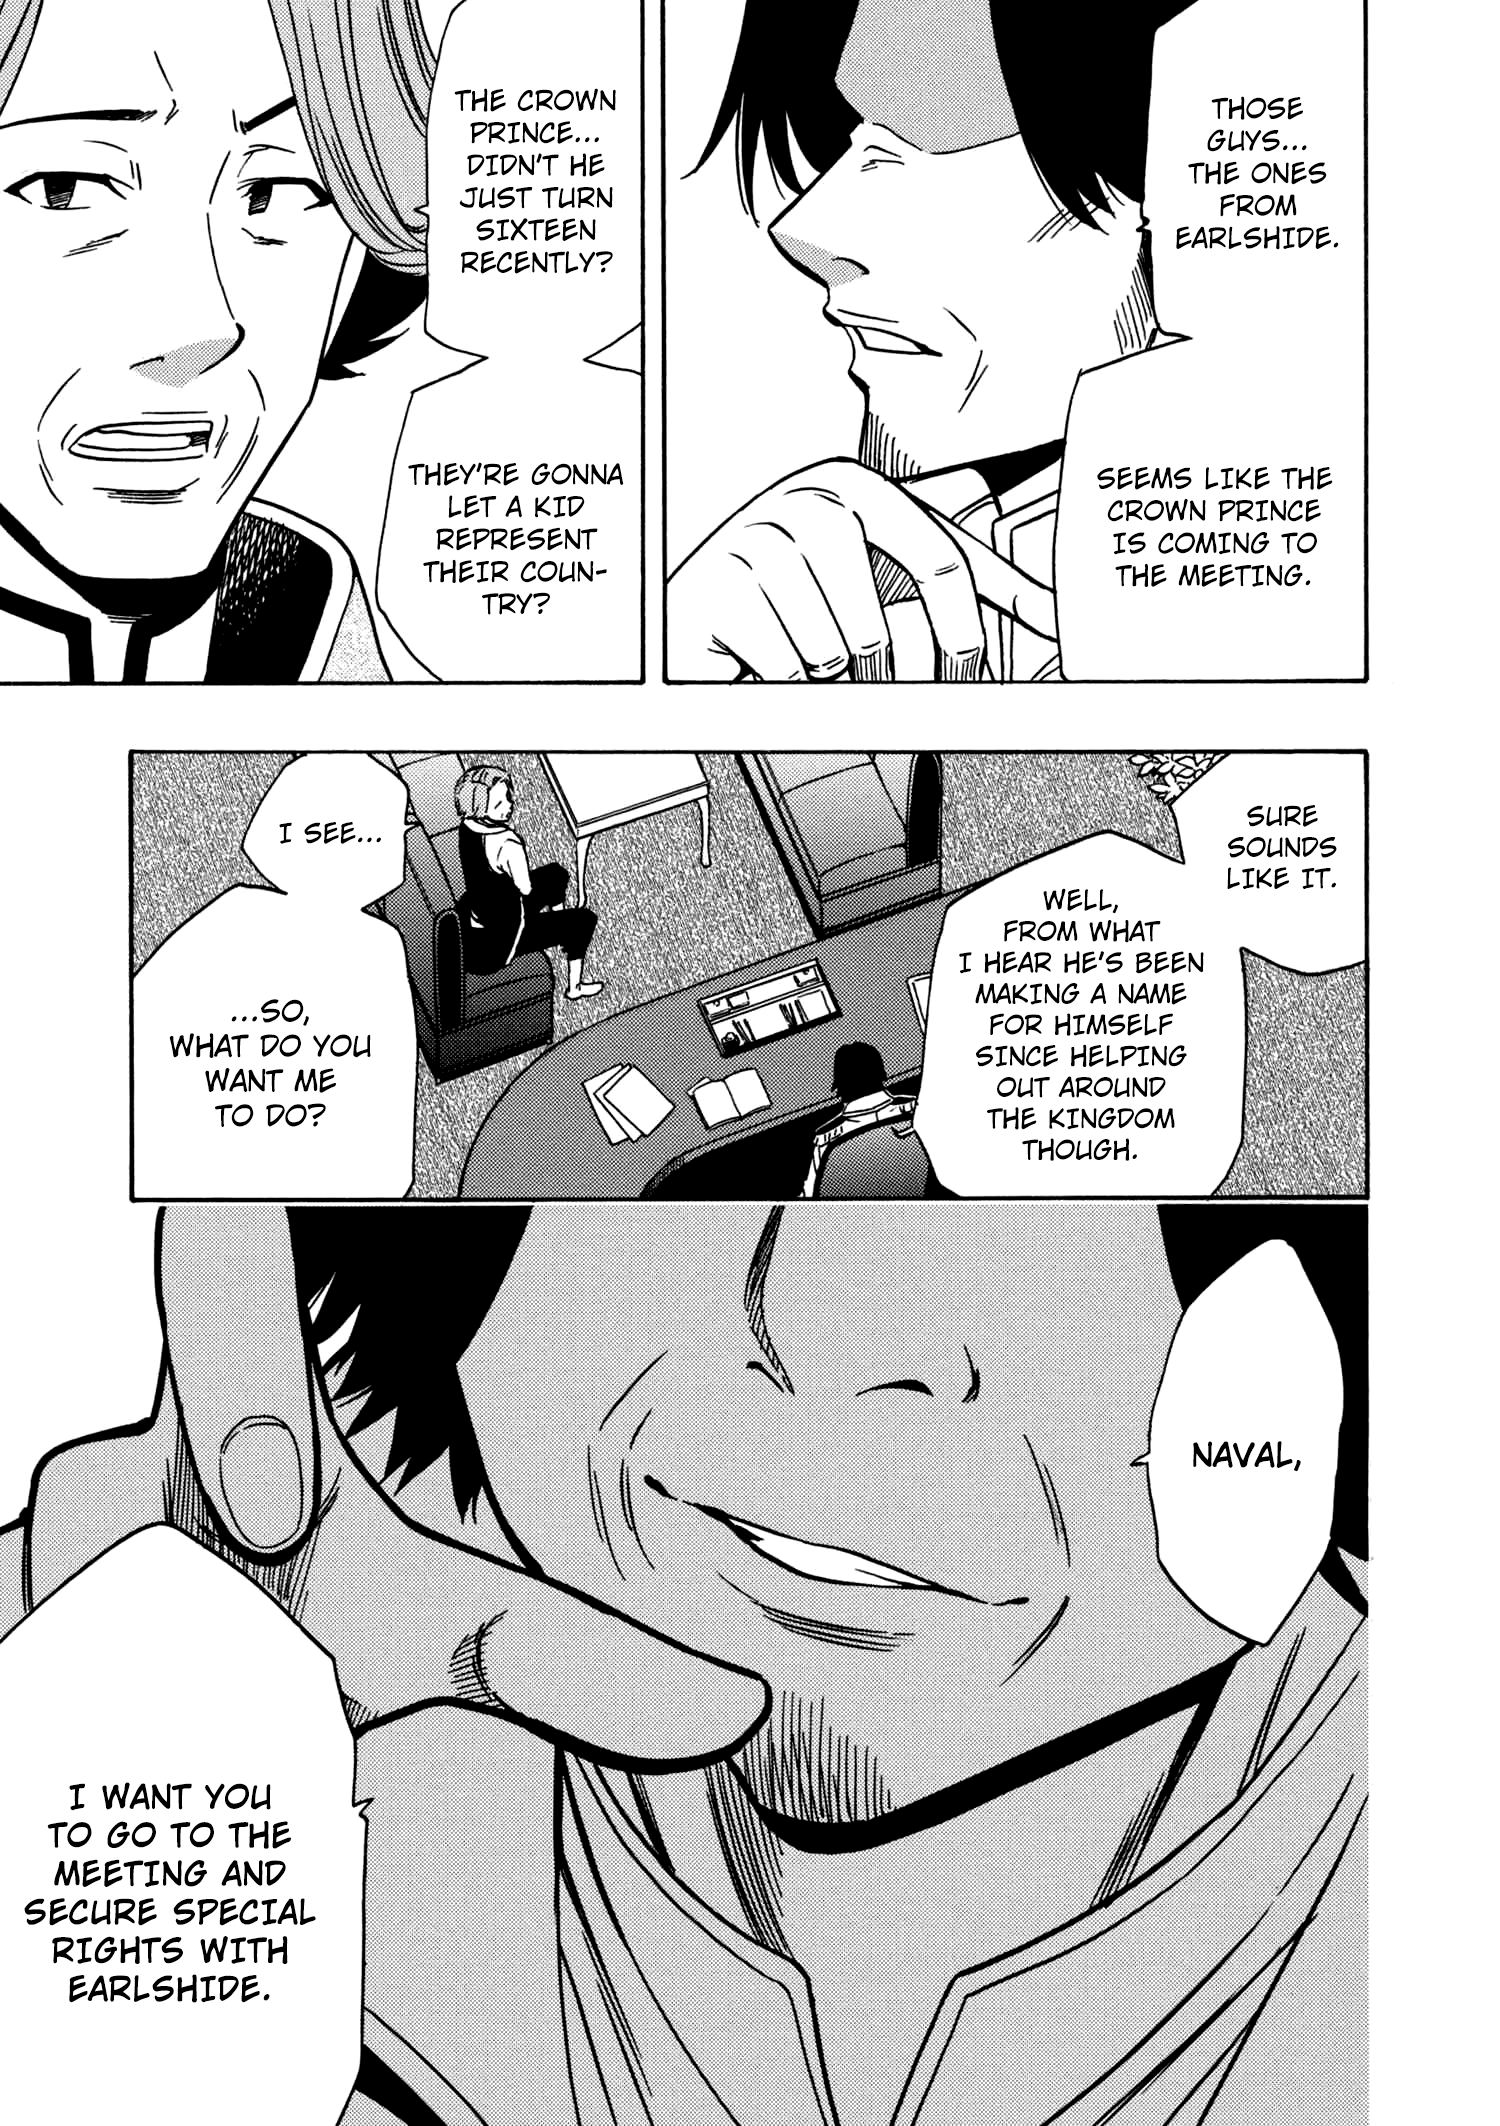 THOSE
GUYS...
THE ONES
FROM
EARLSHIDE.
SEEMS LIKE THE
CROWN PRINCE
IS COMING TO
THE MEETING.
THE CROWN
PRINCE...
DIDN'T HE
JUST TURN
SIXTEEN
RECENTLY?
THEY'RE GONNA
LET A KID
REPRESENT
THEIR COUN-
TRY?
SURE
SOUNDS
LIKE IT.
WELL,
FROM WHAT
I HEAR HE'S BEEN
MAKING A NAME
FOR HIMSELF
SINCE HELPING
OUT AROUND
THE KINGDOM
THOUGH.
I SEE...
...SO,
WHAT DO YOU
WANT ME
TO DO?
NAVAL,
I WANT YOU
TO GO TO THE
MEETING AND
SECURE SPECIAL
RIGHTS WITH
EARLSHIDE.